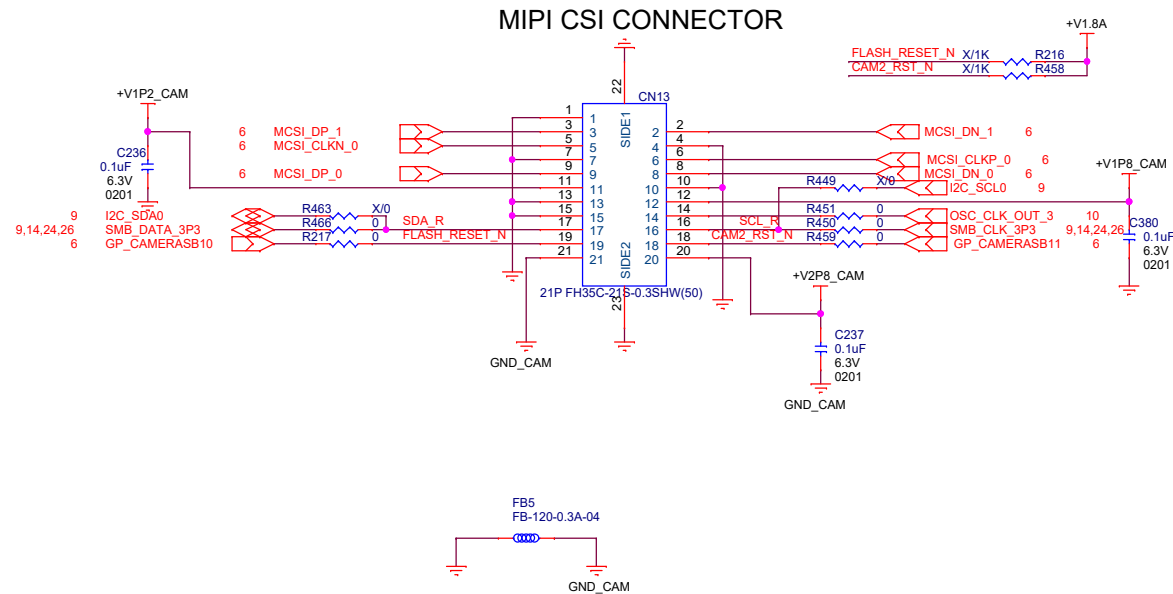 MIPI CSI CONNECTOR
+V1.8A
FLASH_RESET_N X/1K R216
CAM2_RST_N X/1K R458
+V1P2_CAM
C236
0.1uF
6.3V
0201
22
CN13
SIDE1
1 1
3 3
5 5
7 7
9 9
11 11
13 13
15 15
17 17
19 19
21 21
2 2
4 4
6 6
8 8
10 10
12 12
14 14
16 16
18 18
20 20
SIDE2
23
21P FH35C-21S-0.3SHW(50)
6 MCSI_DP_1
6 MCSI_CLKN_0
6 MCSI_DP_0
9 I2C_SDA0 R463 X/0
9,14,24,26 SMB_DATA_3P3 R466 0 SDA_R
6 GP_CAMERASB10 R217 0 FLASH_RESET_N
MCSI_DN_1 6
MCSI_CLKP_0 6
MCSI_DN_0 6
R449 X/0 I2C_SCL0 9
R451 0 OSC_CLK_OUT_3 10
SCL_R R450 0 SMB_CLK_3P3 9,14,24,26
CAM2_RST_N R459 0 GP_CAMERASB11 6
+V1P8_CAM
C380
0.1uF
6.3V
0201
+V2P8_CAM
C237
0.1uF
6.3V
0201
GND_CAM
GND_CAM
FB5
FB-120-0.3A-04
GND_CAM